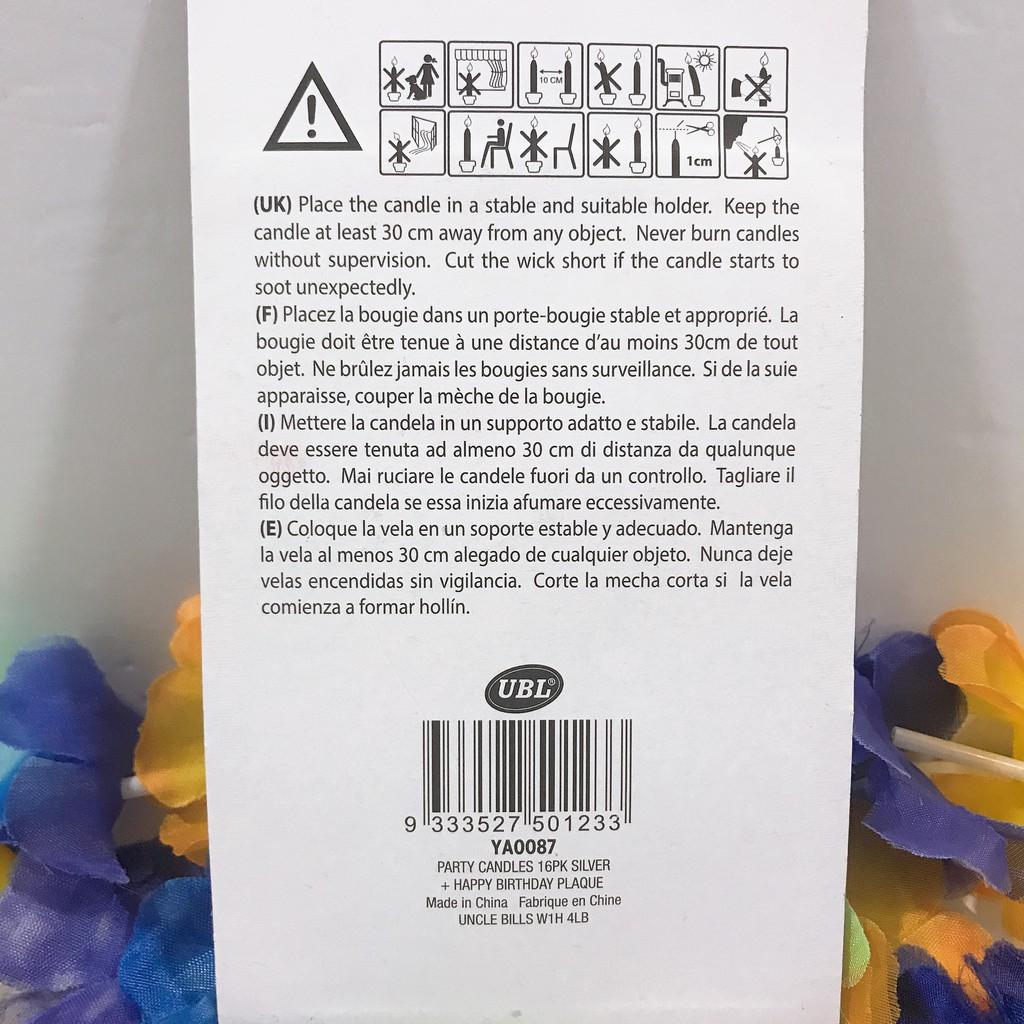 10 CM
1cm
(UK) Place the candle in a stable and suitable holder. Keep the
candle at least 30 cm away from any object. Never burn candles
without supervision. Cut the wick short if the candle starts to
soot unexpectedly.
(F) Placez la bougie dans un porte-bougie stable et approprié. La
bougie doit être tenue à une distance d'au moins 30cm de tout
objet. Ne brûlez jamais les bougies sans surveillance. Si de la suie
apparaisse, couper la mèche de la bougie.
(I) Mettere la candela in un supporto adatto e stabile. La candela
deve essere tenuta ad almeno 30 cm di distanza da qualunque
oggetto. Mai ruciare le candele fuori da un controllo. Tagliare il
filo della candela se essa inizia afumare eccessivamente.
(E) Coloque la vela en un soporte estable y adecuado. Mantenga
la vela al menos 30 cm alegado de cualquier objeto. Nunca deje
velas encendidas sin vigilancia. Corte la mecha corta si la vela
comienza a formar hollín.
UBL®
9 333527 501233
YA0087
PARTY CANDLES 16PK SILVER
+ HAPPY BIRTHDAY PLAQUE
Made in China Fabrique en Chine
UNCLE BILLS W1H 4LB